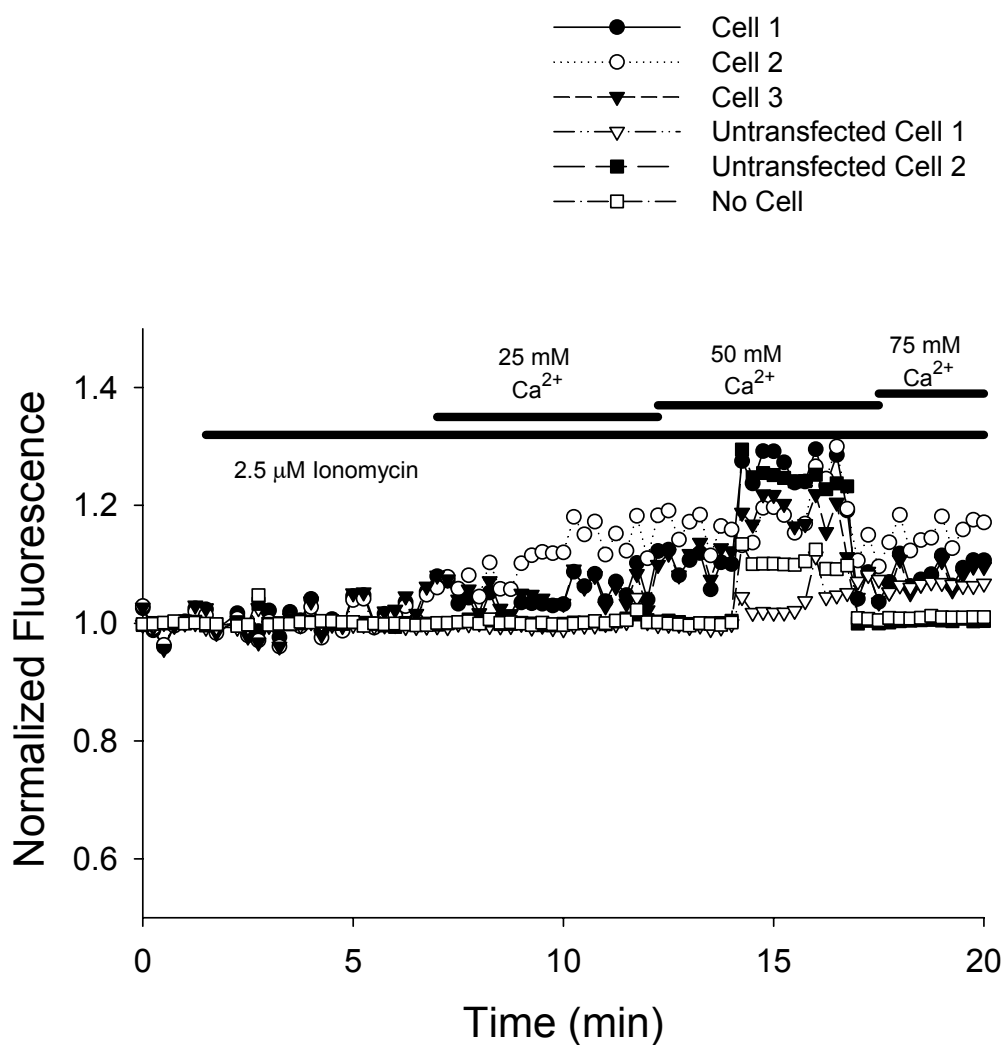 Cell 1
Cell 2
Cell 3
Untransfected Cell 1
Untransfected Cell 2
No Cell
25 mM
Ca²⁺
50 mM
Ca²⁺
75 mM
Ca²⁺
2.5 μM Ionomycin
1.4
1.2
1.0
0.8
0.6
Normalized Fluorescence
0
5
10
15
20
Time (min)